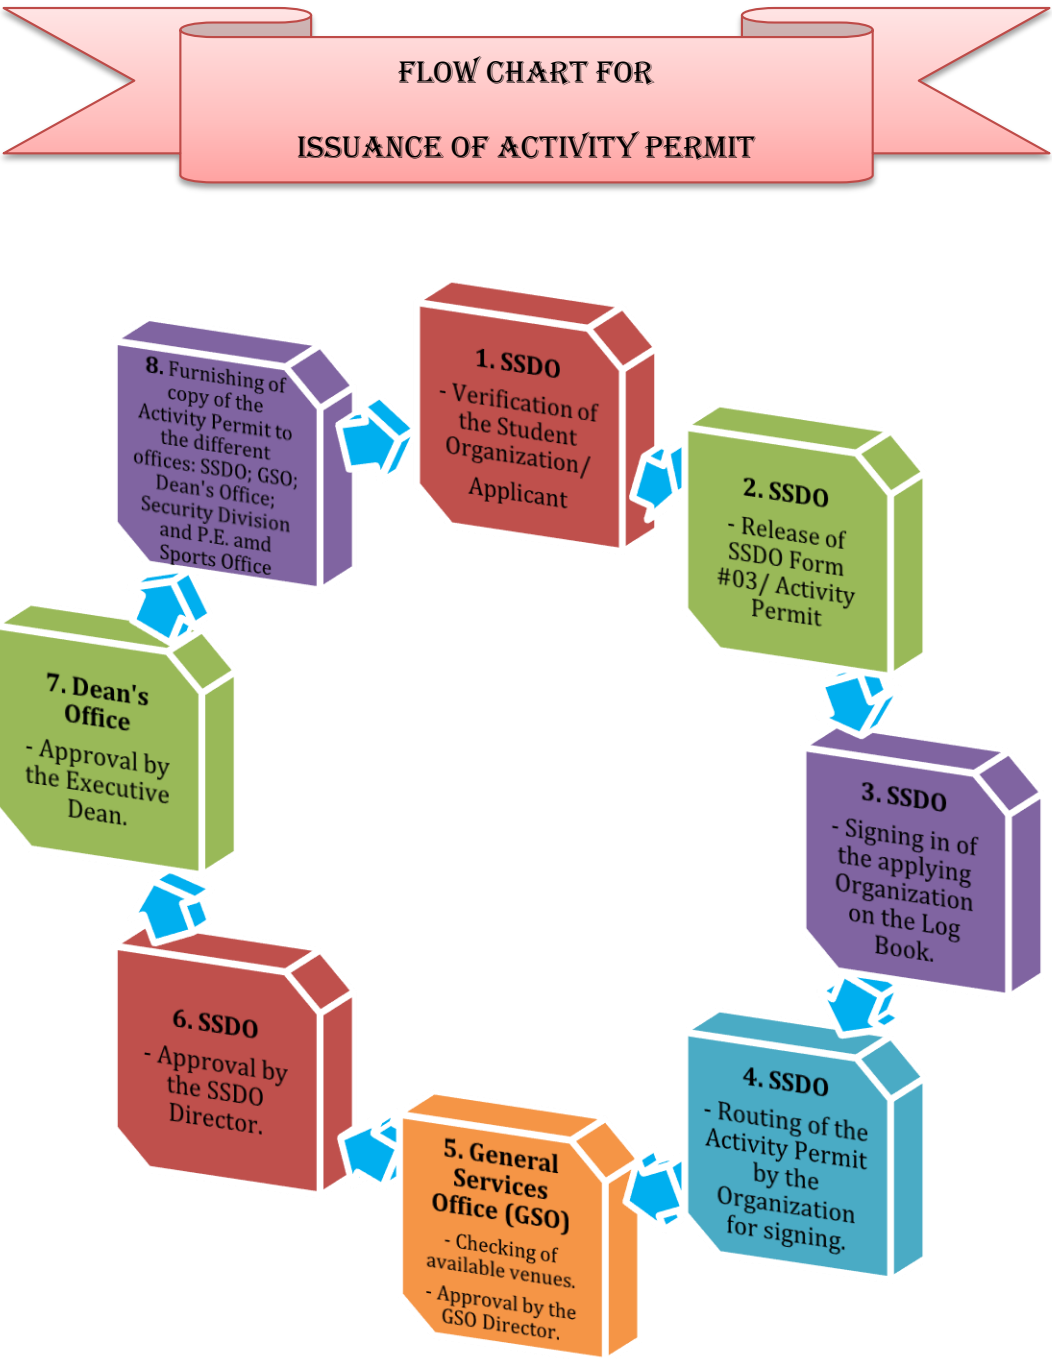 FLOW CHART FOR
ISSUANCE OF ACTIVITY PERMIT
1. SSDO
- Verification of
the Student
Organization/
Applicant
2. SSDO
- Release of
SSDO Form
#03/ Activity
Permit
3. SSDO
- Signing in of
the applying
Organization
on the Log
Book.
4. SSDO
- Routing of the
Activity Permit
by the
Organization
for signing.
5. General
Services
Office (GSO)
- Checking of
available venues.
- Approval by the
GSO Director.
6. SSDO
- Approval by
the SSDO
Director.
7. Dean's
Office
- Approval by
the Executive
Dean.
8. Furnishing of
copy of the
Activity Permit to
the different
offices: SSDO; GSO;
Dean's Office;
Security Division
and P.E. amd
Sports Office